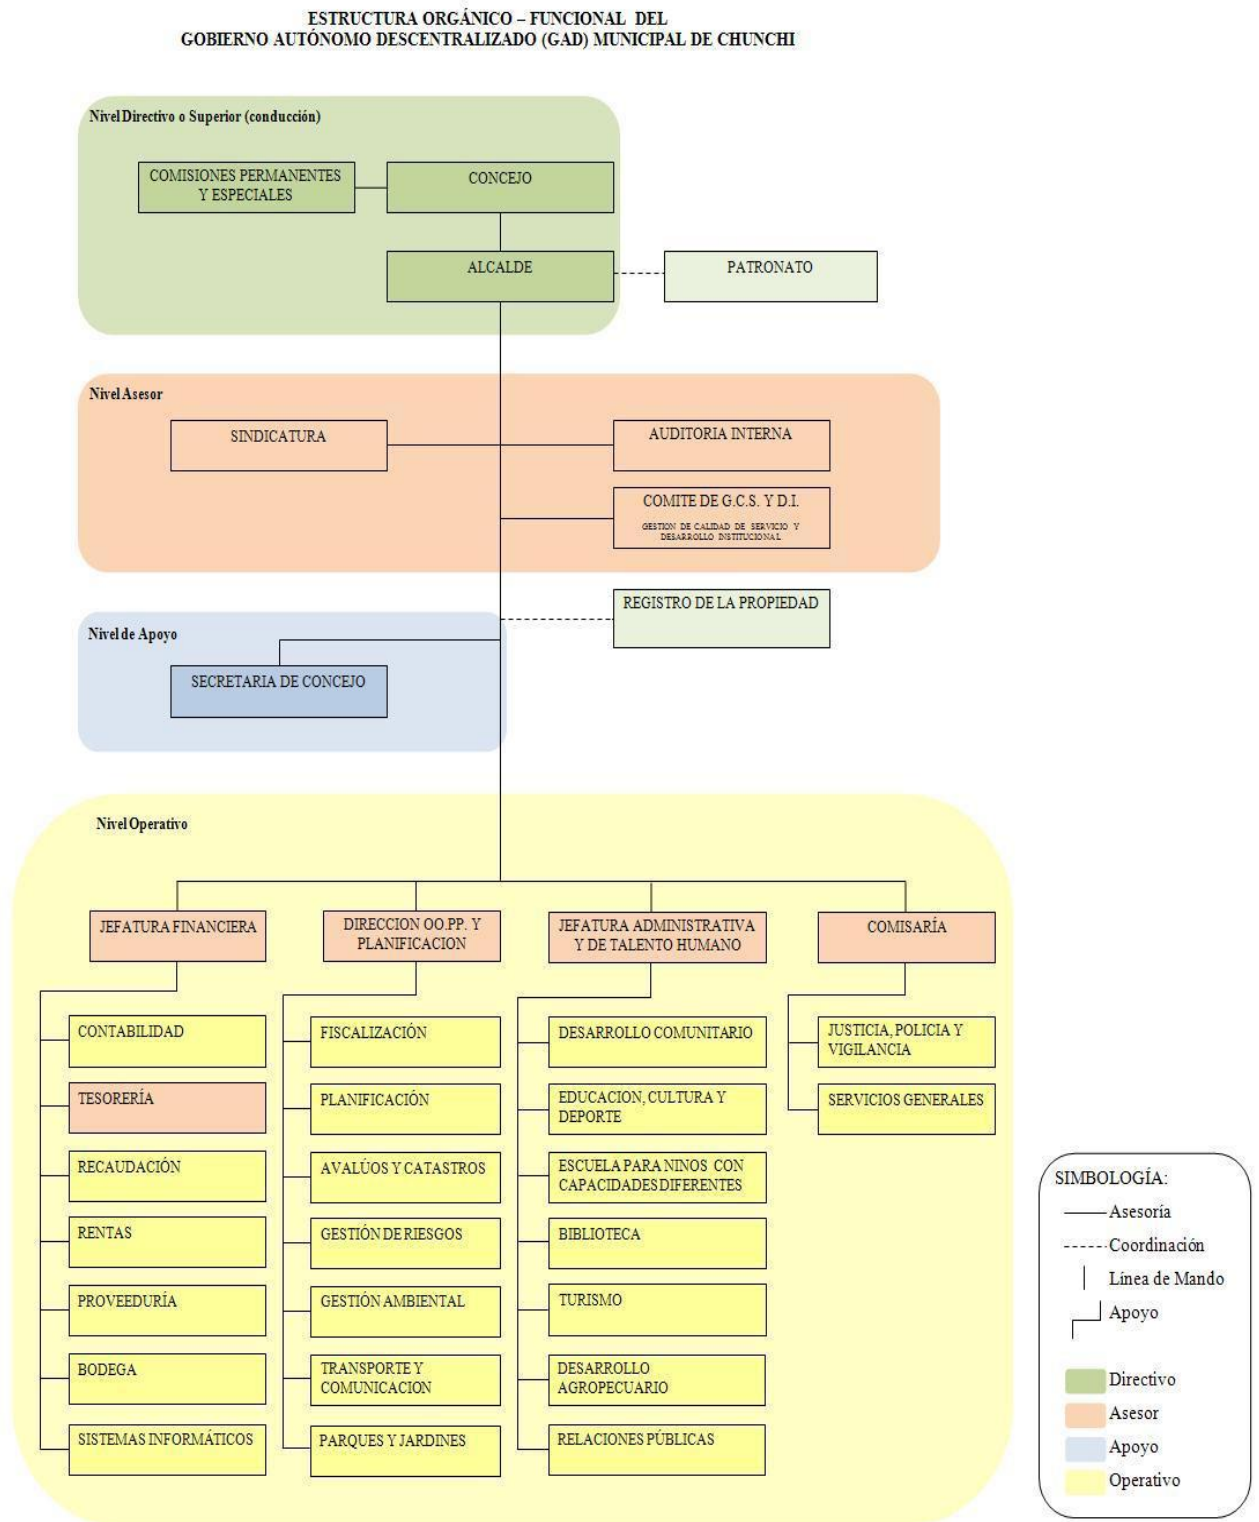 ESTRUCTURA ORGÁNICO – FUNCIONAL DEL
GOBIERNO AUTÓNOMO DESCENTRALIZADO (GAD) MUNICIPAL DE CHUNCHI
Nivel Directivo o Superior (conducción)
COMISIONES PERMANENTES
Y ESPECIALES
CONCEJO
ALCALDE
PATRONATO
Nivel Asesor
SINDICATURA
AUDITORIA INTERNA
COMITE DE G.C.S. Y D.I.
GESTION DE CALIDAD DE SERVICIO Y
DESARROLLO INSTITUCIONAL
REGISTRO DE LA PROPIEDAD
Nivel de Apoyo
SECRETARIA DE CONCEJO
Nivel Operativo
JEFATURA FINANCIERA
CONTABILIDAD
TESORERÍA
RECAUDACIÓN
RENTAS
PROVEEDURÍA
BODEGA
SISTEMAS INFORMÁTICOS
DIRECCION OO.PP. Y
PLANIFICACION
FISCALIZACIÓN
PLANIFICACIÓN
AVALÚOS Y CATASTROS
GESTIÓN DE RIESGOS
GESTIÓN AMBIENTAL
TRANSPORTE Y
COMUNICACION
PARQUES Y JARDINES
JEFATURA ADMINISTRATIVA
Y DE TALENTO HUMANO
DESARROLLO COMUNITARIO
EDUCACION, CULTURA Y
DEPORTE
ESCUELA PARA NINOS CON
CAPACIDADES DIFERENTES
BIBLIOTECA
TURISMO
DESARROLLO
AGROPECUARIO
RELACIONES PÚBLICAS
COMISARÍA
JUSTICIA, POLICIA Y
VIGILANCIA
SERVICIOS GENERALES
SIMBOLOGÍA:
Asesoría
Coordinación
Línea de Mando
Apoyo
Directivo
Asesor
Apoyo
Operativo